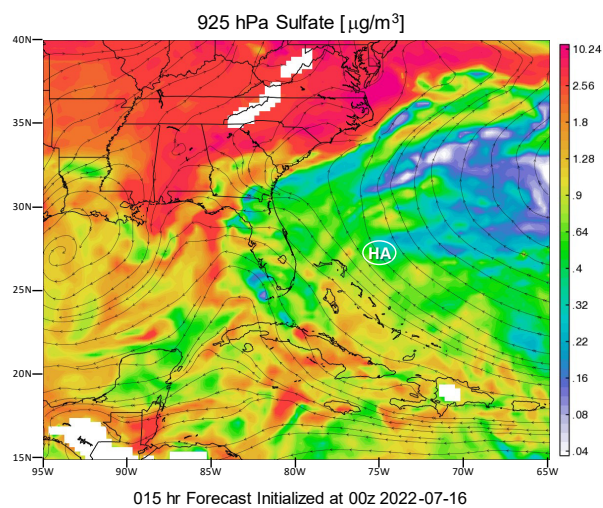 925 hPa Sulfate [µg/m³]
40N
35N
30N
25N
20N
15N
95W 90W 85W 80W 75W 70W 65W
HA
10.24
2.56
1.8
1.28
.9
.64
.4
.32
.22
.16
.08
.04
015 hr Forecast Initialized at 00z 2022-07-16